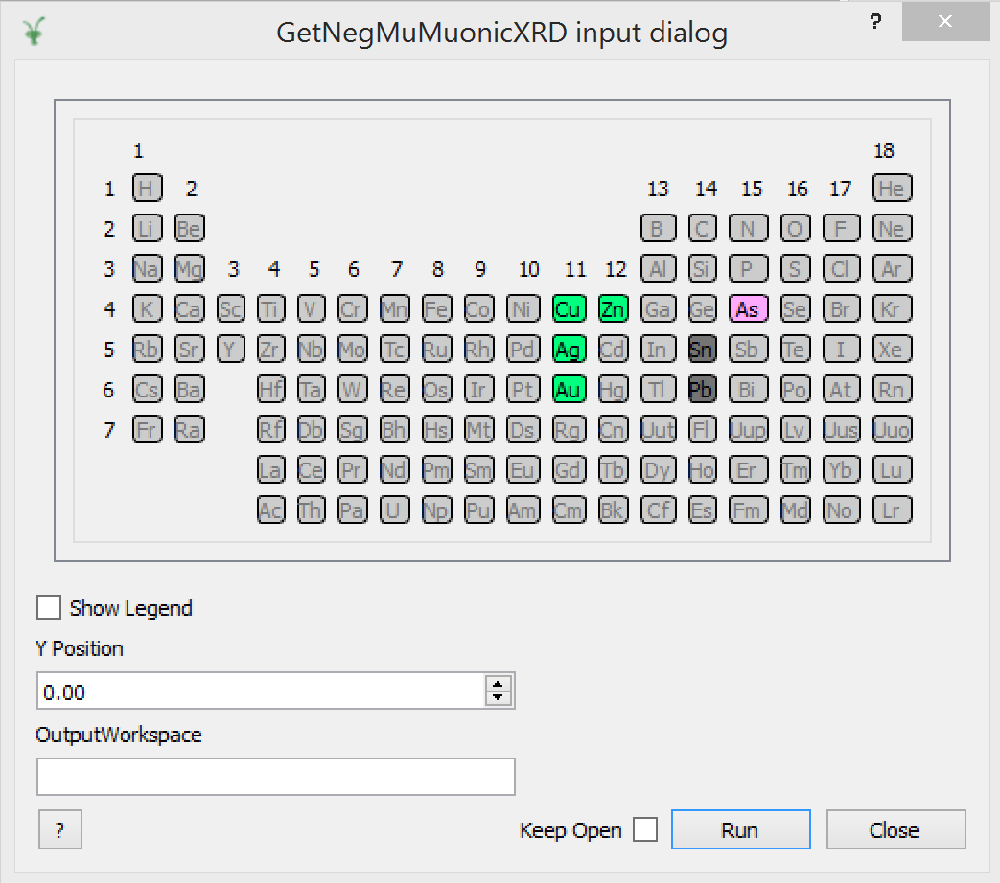 GetNegMuMuonicXRD input dialog ? ×
1 18
1 H 2 13 14 15 16 17 He
2 Li Be B C N O F Ne
3 Na Mg 3 4 5 6 7 8 9 10 11 12 Al Si P S Cl Ar
4 K Ca Sc Ti V Cr Mn Fe Co Ni Cu Zn Ga Ge As Se Br Kr
5 Rb Sr Y Zr Nb Mo Tc Ru Rh Pd Ag Cd In Sn Sb Te I Xe
6 Cs Ba Hf Ta W Re Os Ir Pt Au Hg Tl Pb Bi Po At Rn
7 Fr Ra Rf Db Sg Bh Hs Mt Ds Rg Cn Uut Fl Uup Lv Uus Uuo
La Ce Pr Nd Pm Sm Eu Gd Tb Dy Ho Er Tm Yb Lu
Ac Th Pa U Np Pu Am Cm Bk Cf Es Fm Md No Lr
Show Legend
Y Position
0.00
OutputWorkspace
? Keep Open Run Close